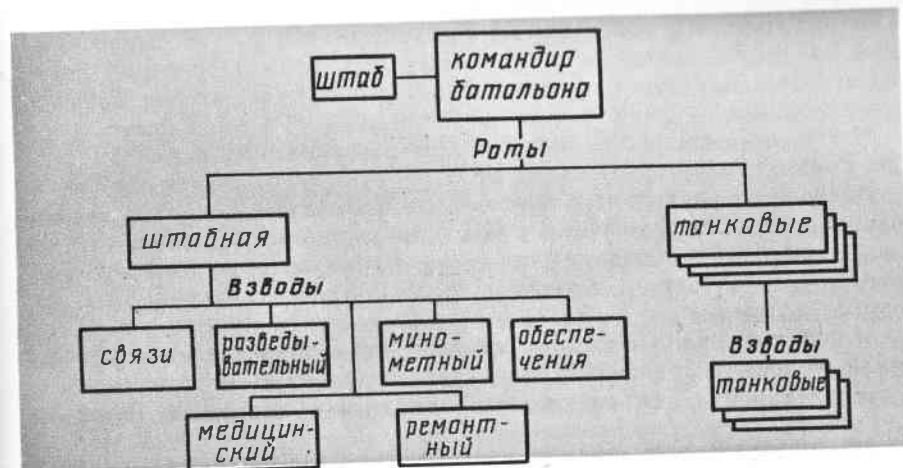 штаб
командир
батальона
Роты
штабная
танковые
Взводы
связи
разведы-
вательный
мино-
метный
обеспе-
чения
Взводы
танковые
медицин-
ский
ремонт-
ный